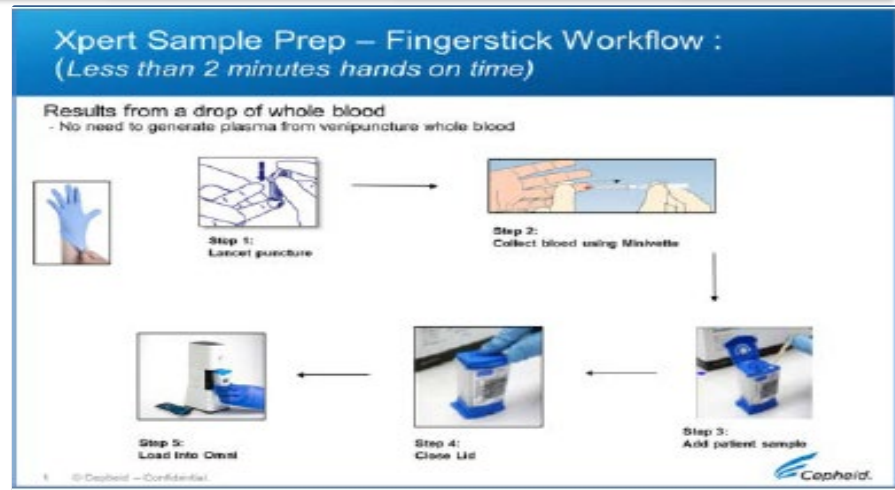 Xpert Sample Prep – Fingerstick Workflow :
(Less than 2 minutes hands on time)
Results from a drop of whole blood
- No need to generate plasma from venipuncture whole blood
Step 1:
Lancet puncture
Step 2:
Collect blood using Minivette
Step 3:
Add patient sample
Step 4:
Close Lid
Step 5:
Load into Omni
1 © Cepheid – Confidential.
Cepheid.